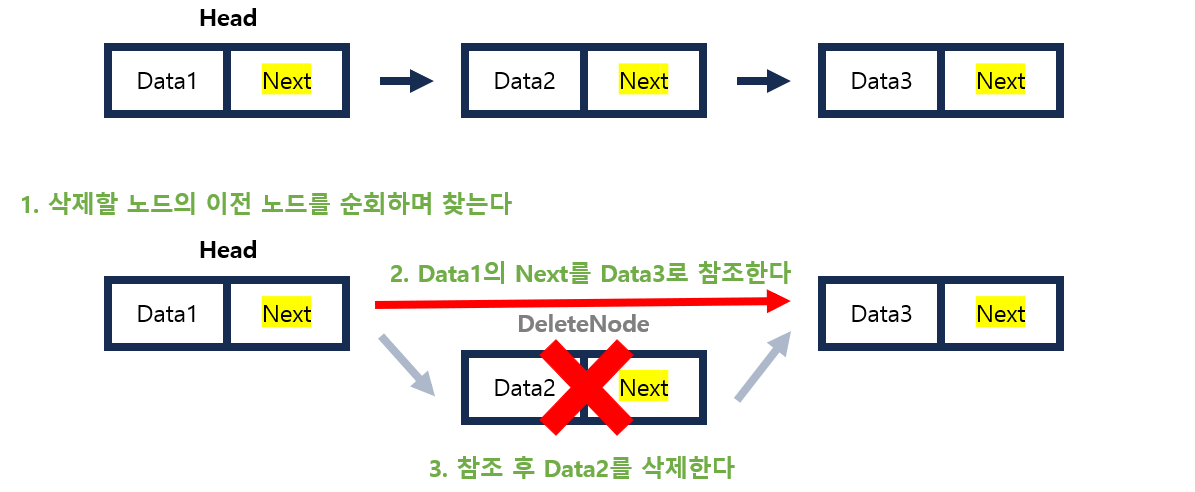 Head
Data1 Next Data2 Next Data3 Next
1. 삭제할 노드의 이전 노드를 순회하며 찾는다
Head
2. Data1의 Next를 Data3로 참조한다
Data1 Next Data3 Next
DeleteNode
Data2 Next
3. 참조 후 Data2를 삭제한다